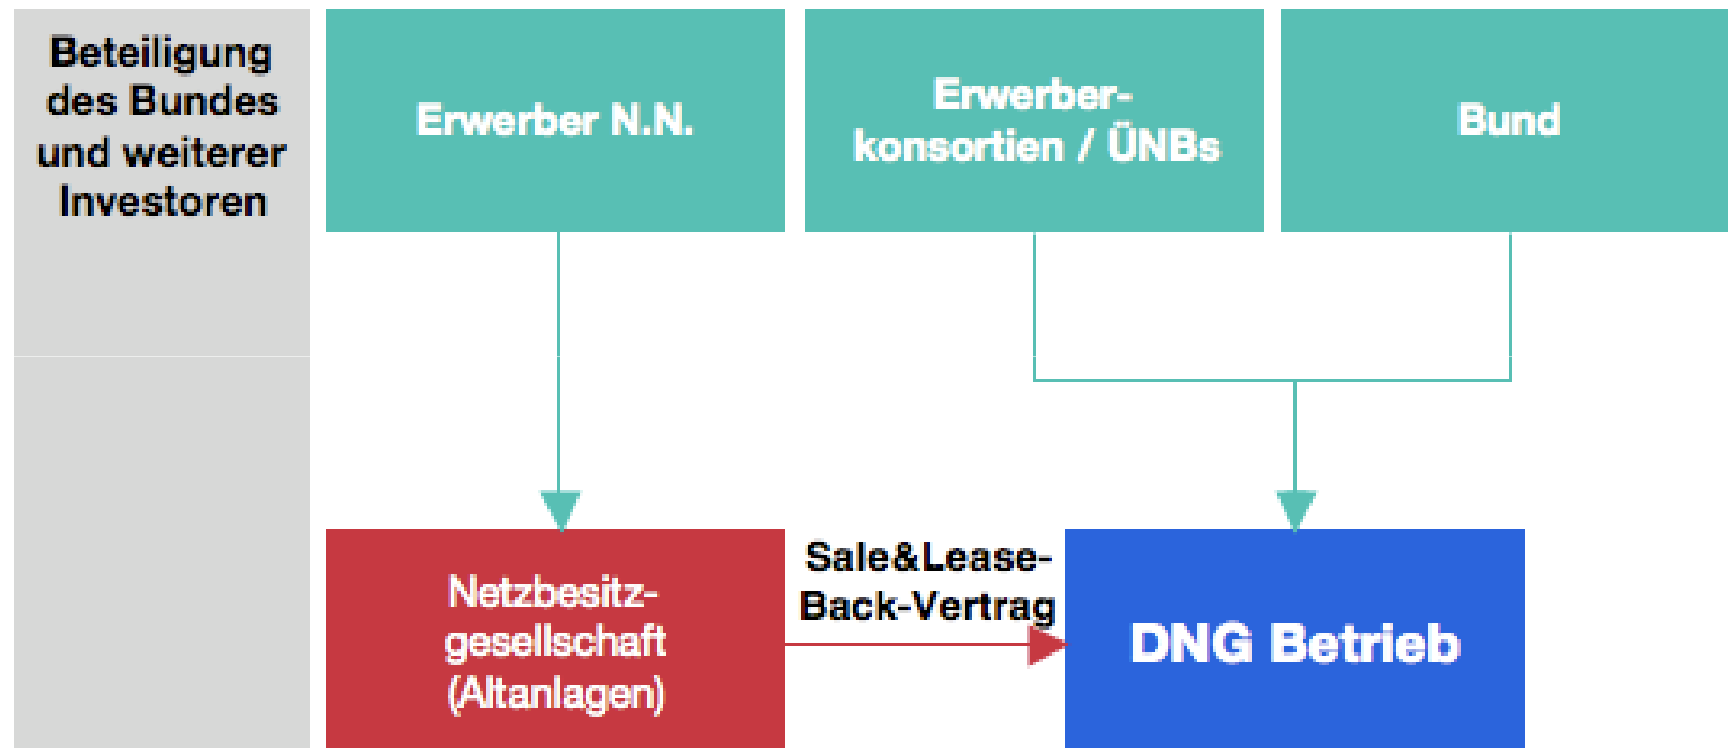 Beteiligung
des Bundes
und weiterer
Investoren
Erwerber N.N.
Erwerber-
konsortien / ÜNBs
Bund
Netzbesitz-
gesellschaft
(Altanlagen)
Sale&Lease-
Back-Vertrag
DNG Betrieb